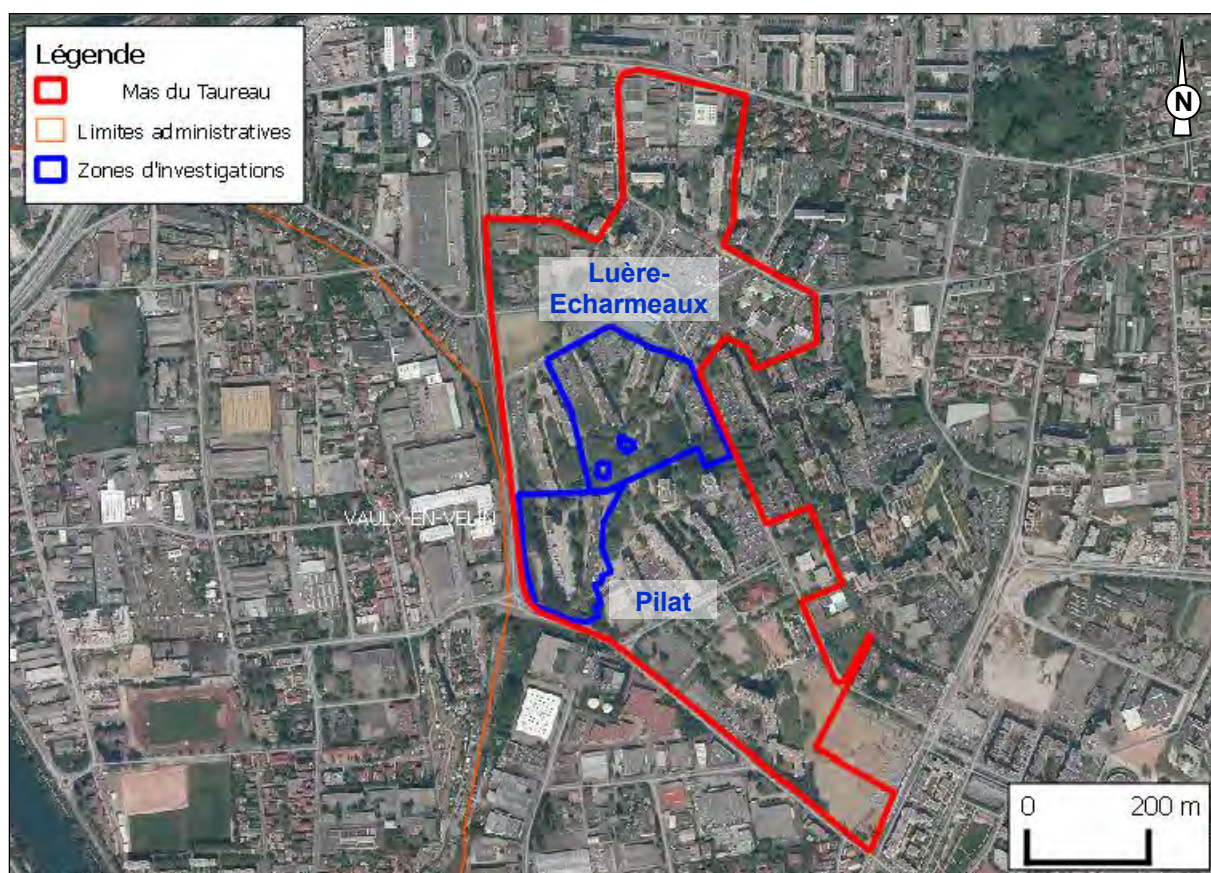 Légende
Mas du Taureau
Limites administratives
Zones d'investigations
N
Luère-
Echarmeaux
VAULX-EN-VELIN
Pilat
0 200 m